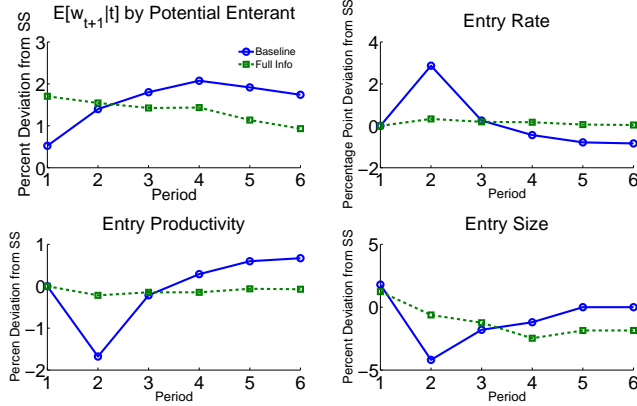 E[w_{t+1}|t] by Potential Enterant
Percent Deviation from SS
3
2
1
0
Baseline
Full Info
1 2 3 4 5 6
Period
Entry Rate
Percentage Point Deviation from SS
4
2
0
−2
1 2 3 4 5 6
Period
Entry Productivity
Percen Deviation from SS
1
0
−1
−2
1 2 3 4 5 6
Period
Entry Size
Percent Deviation from SS
5
0
−5
1 2 3 4 5 6
Period